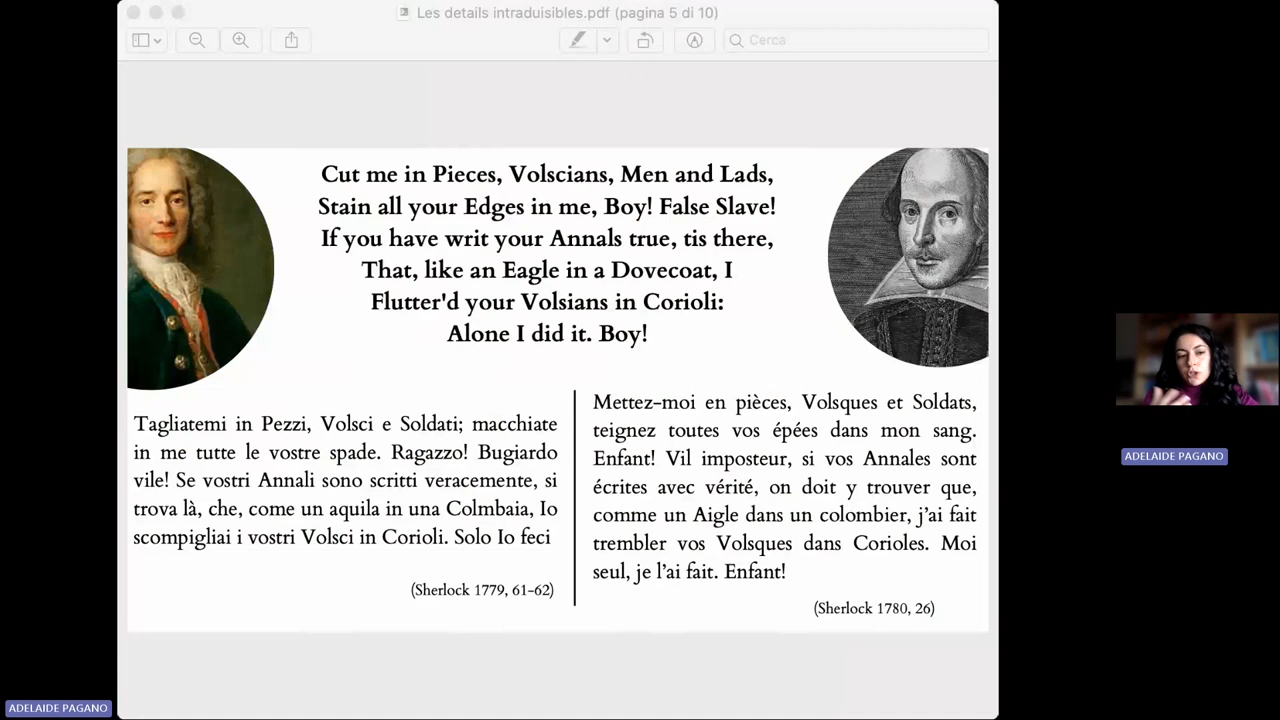 Les details intraduisibles.pdf (pagina 5 di 10)
Cerca
Cut me in Pieces, Volscians, Men and Lads,
Stain all your Edges in me, Boy! False Slave!
If you have writ your Annals true, tis there,
That, like an Eagle in a Dovecoat, I
Flutter'd your Volsians in Corioli:
Alone I did it. Boy!
Tagliatemi in Pezzi, Volsci e Soldati; macchiate
in me tutte le vostre spade. Ragazzo! Bugiardo
vile! Se vostri Annali sono scritti veracemente, si
trova là, che, come un aquila in una Colmbaia, Io
scompigliai i vostri Volsci in Corioli. Solo Io feci
(Sherlock 1779, 61-62)
Mettez-moi en pièces, Volsques et Soldats,
teignez toutes vos épées dans mon sang.
Enfant! Vil imposteur, si vos Annales sont
écrites avec vérité, on doit y trouver que,
comme un Aigle dans un colombier, j'ai fait
trembler vos Volsques dans Corioles. Moi
seul, je l'ai fait. Enfant!
(Sherlock 1780, 26)
ADELAIDE PAGANO
ADELAIDE PAGANO